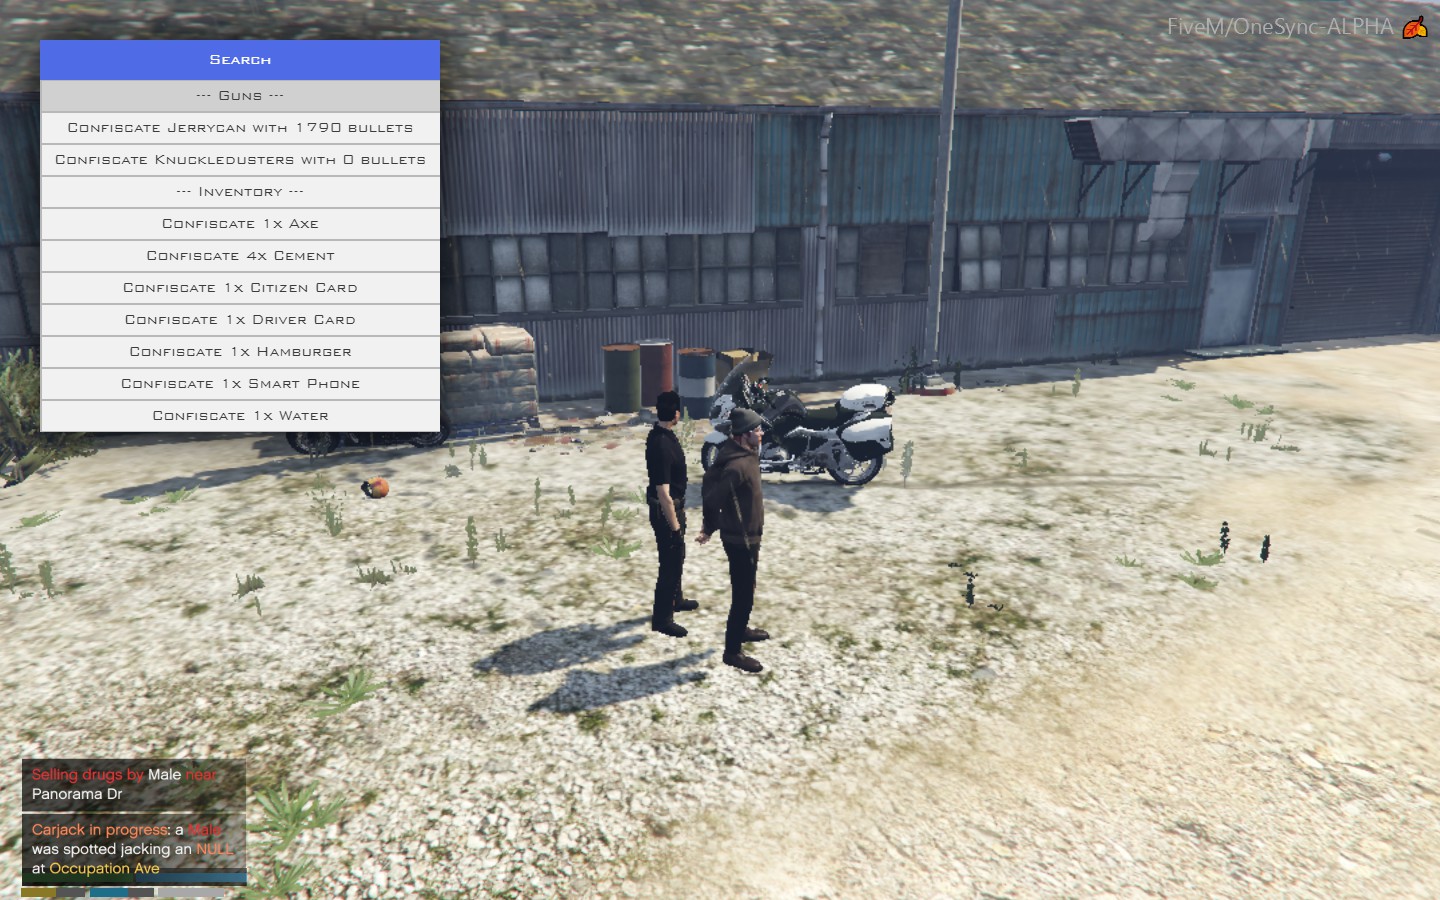 FiveM/OneSync-ALPHA
Search
--- Guns ---
Confiscate Jerrycan with 1790 bullets
Confiscate Knuckledusters with 0 bullets
--- Inventory ---
Confiscate 1x Axe
Confiscate 4x Cement
Confiscate 1x Citizen Card
Confiscate 1x Driver Card
Confiscate 1x Hamburger
Confiscate 1x Smart Phone
Confiscate 1x Water
Selling drugs by Male near
Panorama Dr
Carjack in progress: a Male
was spotted jacking an NULL
at Occupation Ave